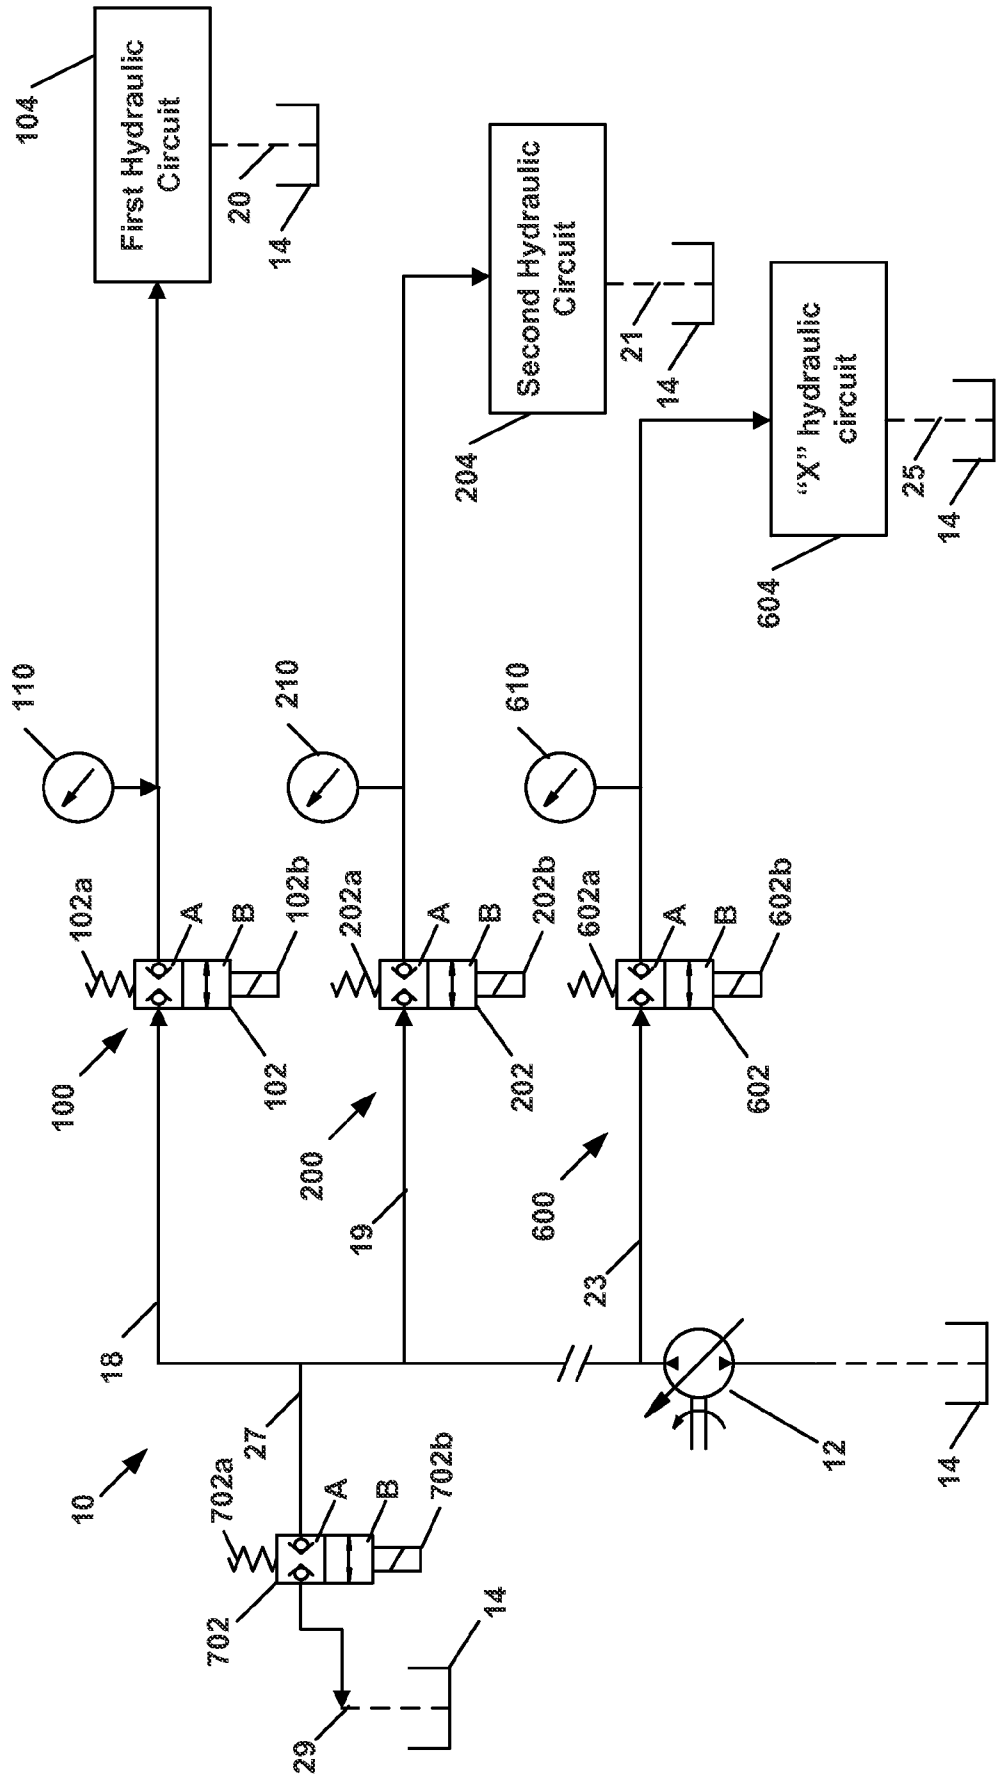 10
702a
702
A
B
702b
27
29
14
18
100
102a
A
B
102b
102
110
104
First Hydraulic
Circuit
20
14
19
200
202a
A
B
202b
202
210
204
Second Hydraulic
Circuit
21
14
23
600
602a
A
B
602b
602
610
604
“X” hydraulic
circuit
25
14
12
14